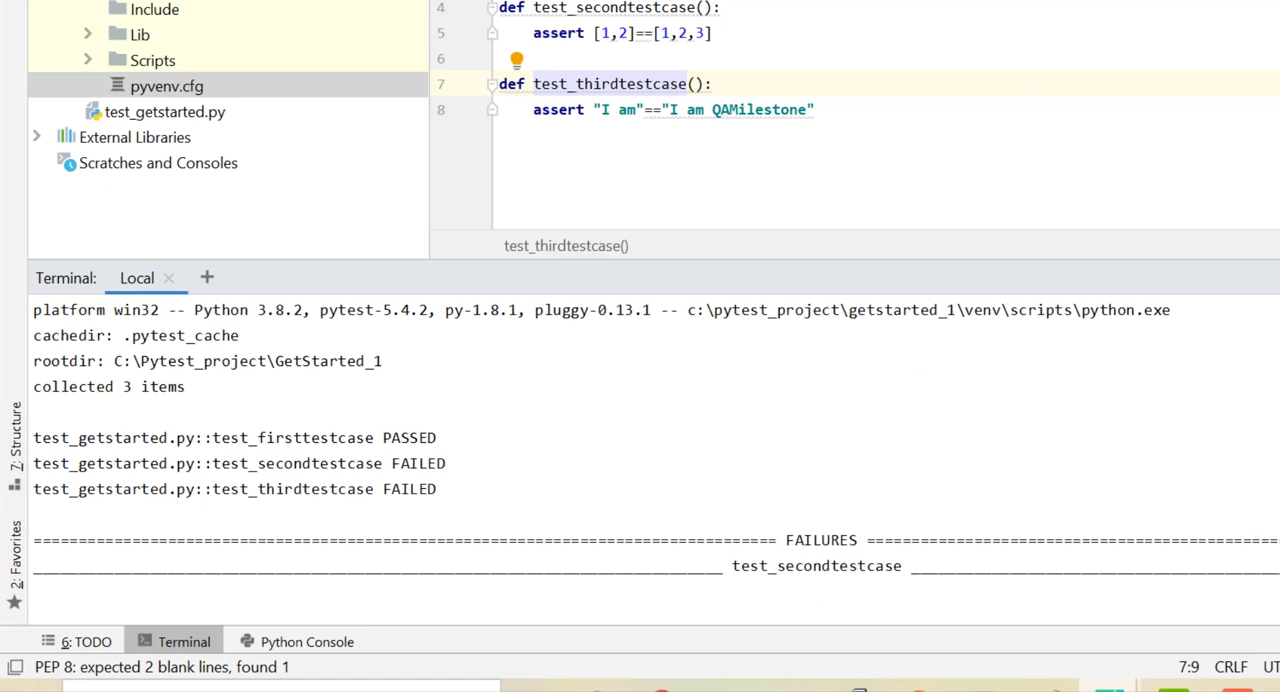 Include
Lib
Scripts
pyvenv.cfg
test_getstarted.py
External Libraries
Scratches and Consoles
4 def test_secondtestcase():
5 assert [1,2]==[1,2,3]
6
7 def test_thirdtestcase():
8 assert "I am"=="I am QAMilestone"
test_thirdtestcase()
Terminal: Local × +
platform win32 -- Python 3.8.2, pytest-5.4.2, py-1.8.1, pluggy-0.13.1 -- c:\pytest_project\getstarted_1\venv\scripts\python.exe
cachedir: .pytest_cache
rootdir: C:\Pytest_project\GetStarted_1
collected 3 items
test_getstarted.py::test_firsttestcase PASSED
test_getstarted.py::test_secondtestcase FAILED
test_getstarted.py::test_thirdtestcase FAILED
FAILURES
test_secondtestcase
7: Structure
2: Favorites
6: TODO Terminal Python Console
PEP 8: expected 2 blank lines, found 1 7:9 CRLF UT